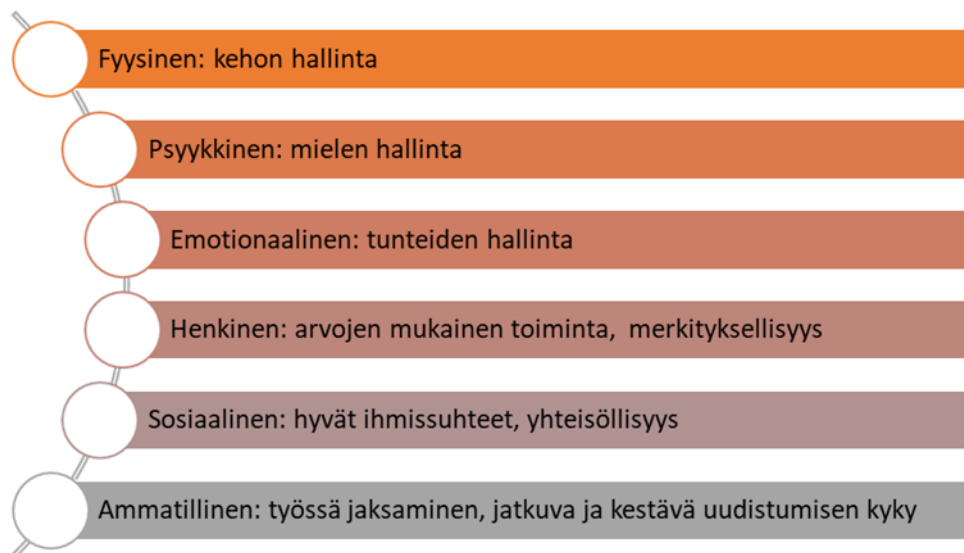 Fyysinen: kehon hallinta
Psyykkinen: mielen hallinta
Emotionaalinen: tunteiden hallinta
Henkinen: arvojen mukainen toiminta, merkityksellisyys
Sosiaalinen: hyvät ihmissuhteet, yhteisöllisyys
Ammatillinen: työssä jaksaminen, jatkuva ja kestävä uudistumisen kyky